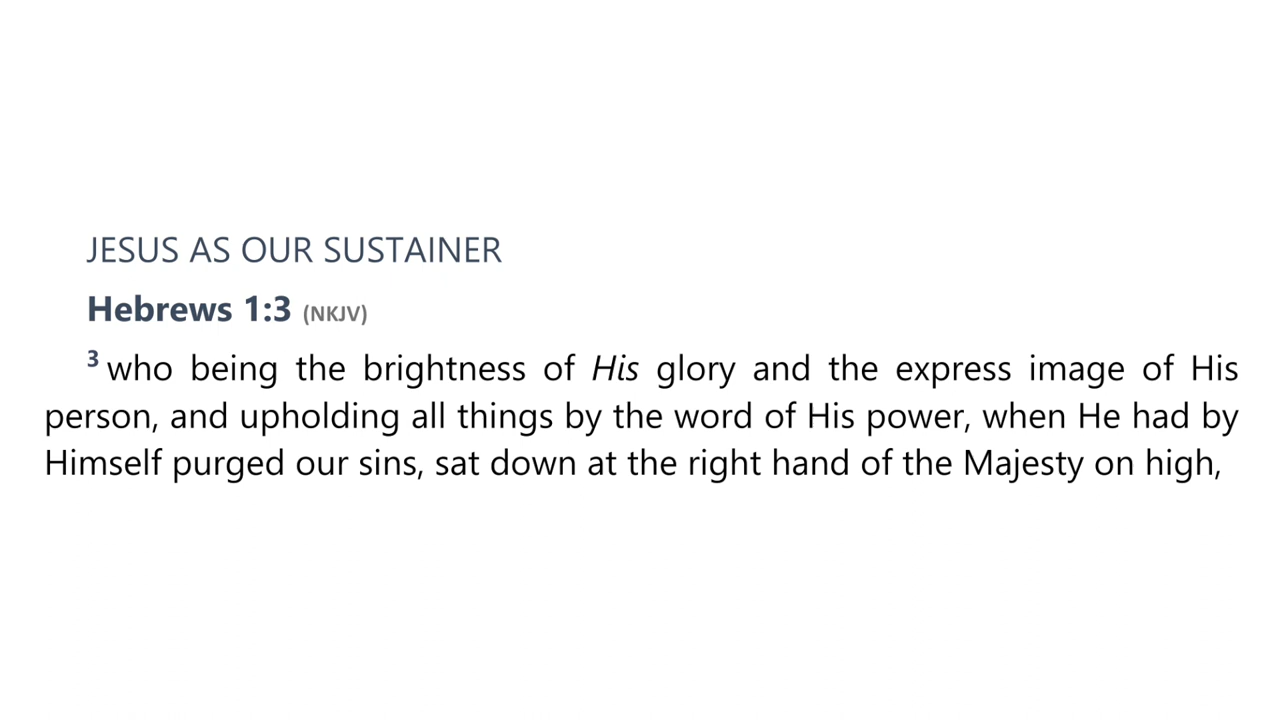 JESUS AS OUR SUSTAINER
Hebrews 1:3 (NKJV)
3 who being the brightness of His glory and the express image of His
person, and upholding all things by the word of His power, when He had by
Himself purged our sins, sat down at the right hand of the Majesty on high,